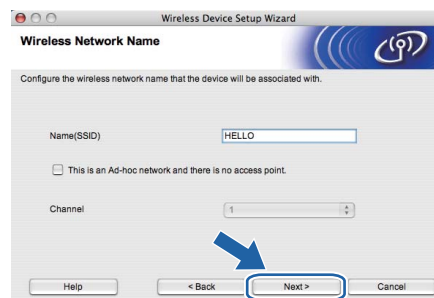 Wireless Device Setup Wizard
Wireless Network Name
Configure the wireless network name that the device will be associated with.
Name(SSID) HELLO
This is an Ad-hoc network and there is no access point.
Channel 1
Help < Back Next > Cancel